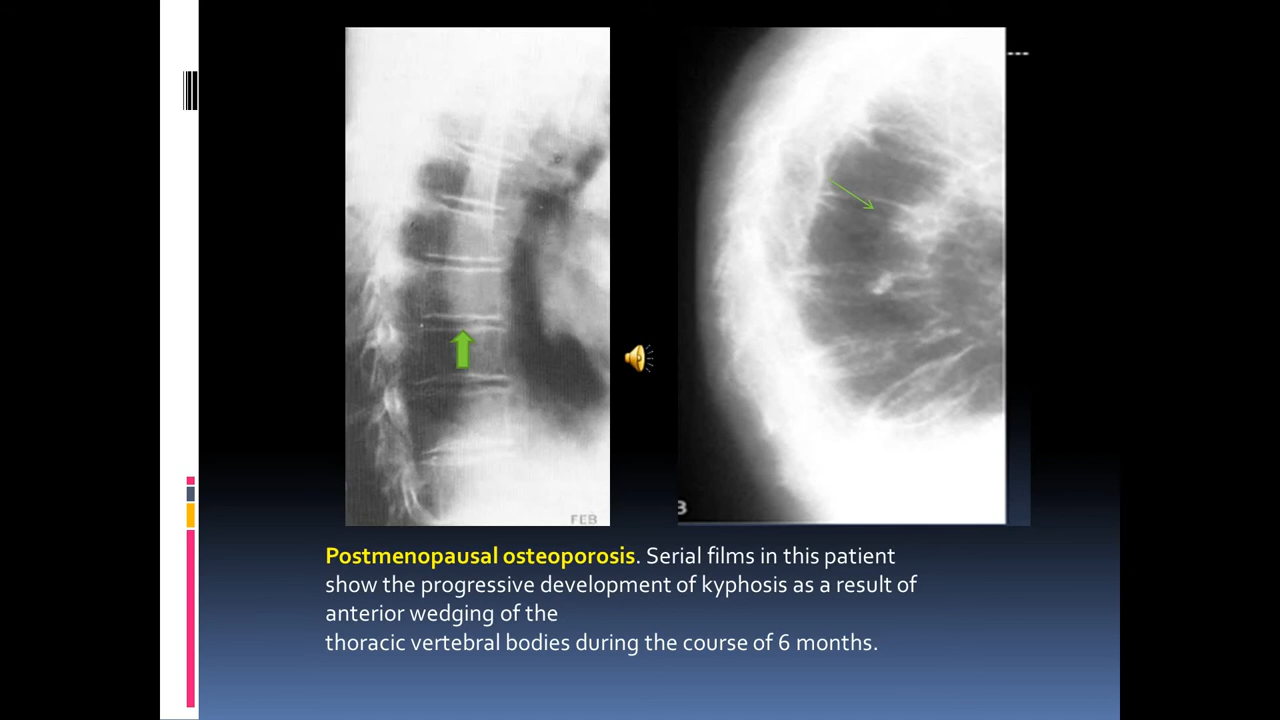 FEB
B
Postmenopausal osteoporosis. Serial films in this patient
show the progressive development of kyphosis as a result of
anterior wedging of the
thoracic vertebral bodies during the course of 6 months.